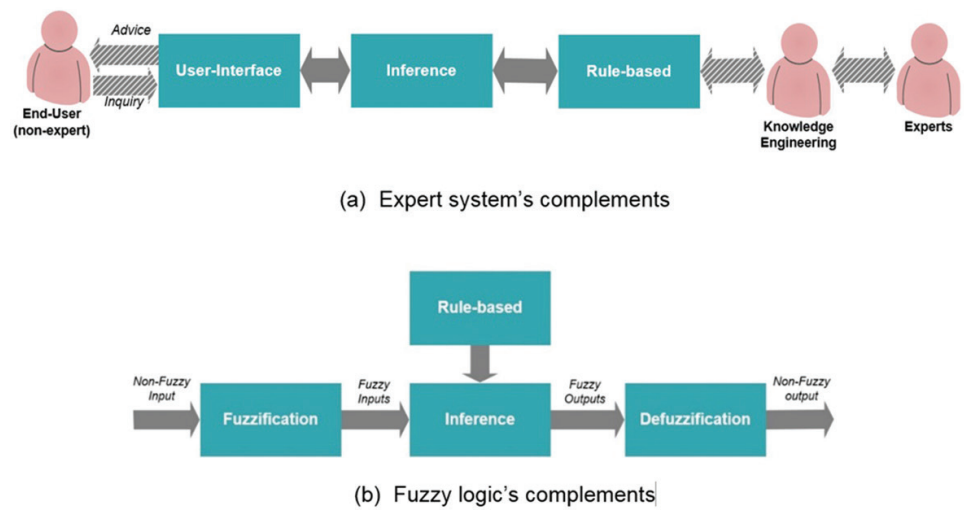 Advice
User-Interface
Inference
Rule-based
Inquiry
End-User
(non-expert)
Knowledge
Engineering
Experts
(a) Expert system's complements
Rule-based
Non-Fuzzy
Input
Fuzzy
Inputs
Fuzzy
Outputs
Non-Fuzzy
output
Fuzzification
Inference
Defuzzification
(b) Fuzzy logic's complements